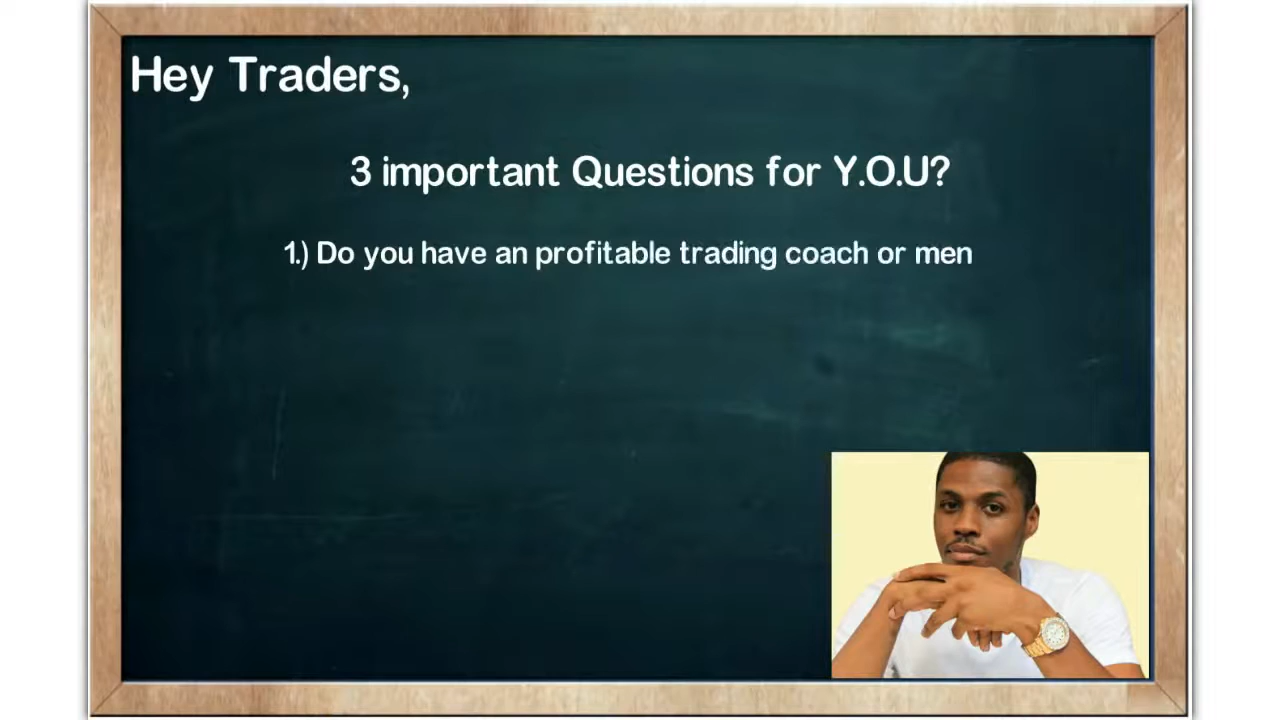 Hey Traders,
3 important Questions for Y.O.U?
1.) Do you have an profitable trading coach or men